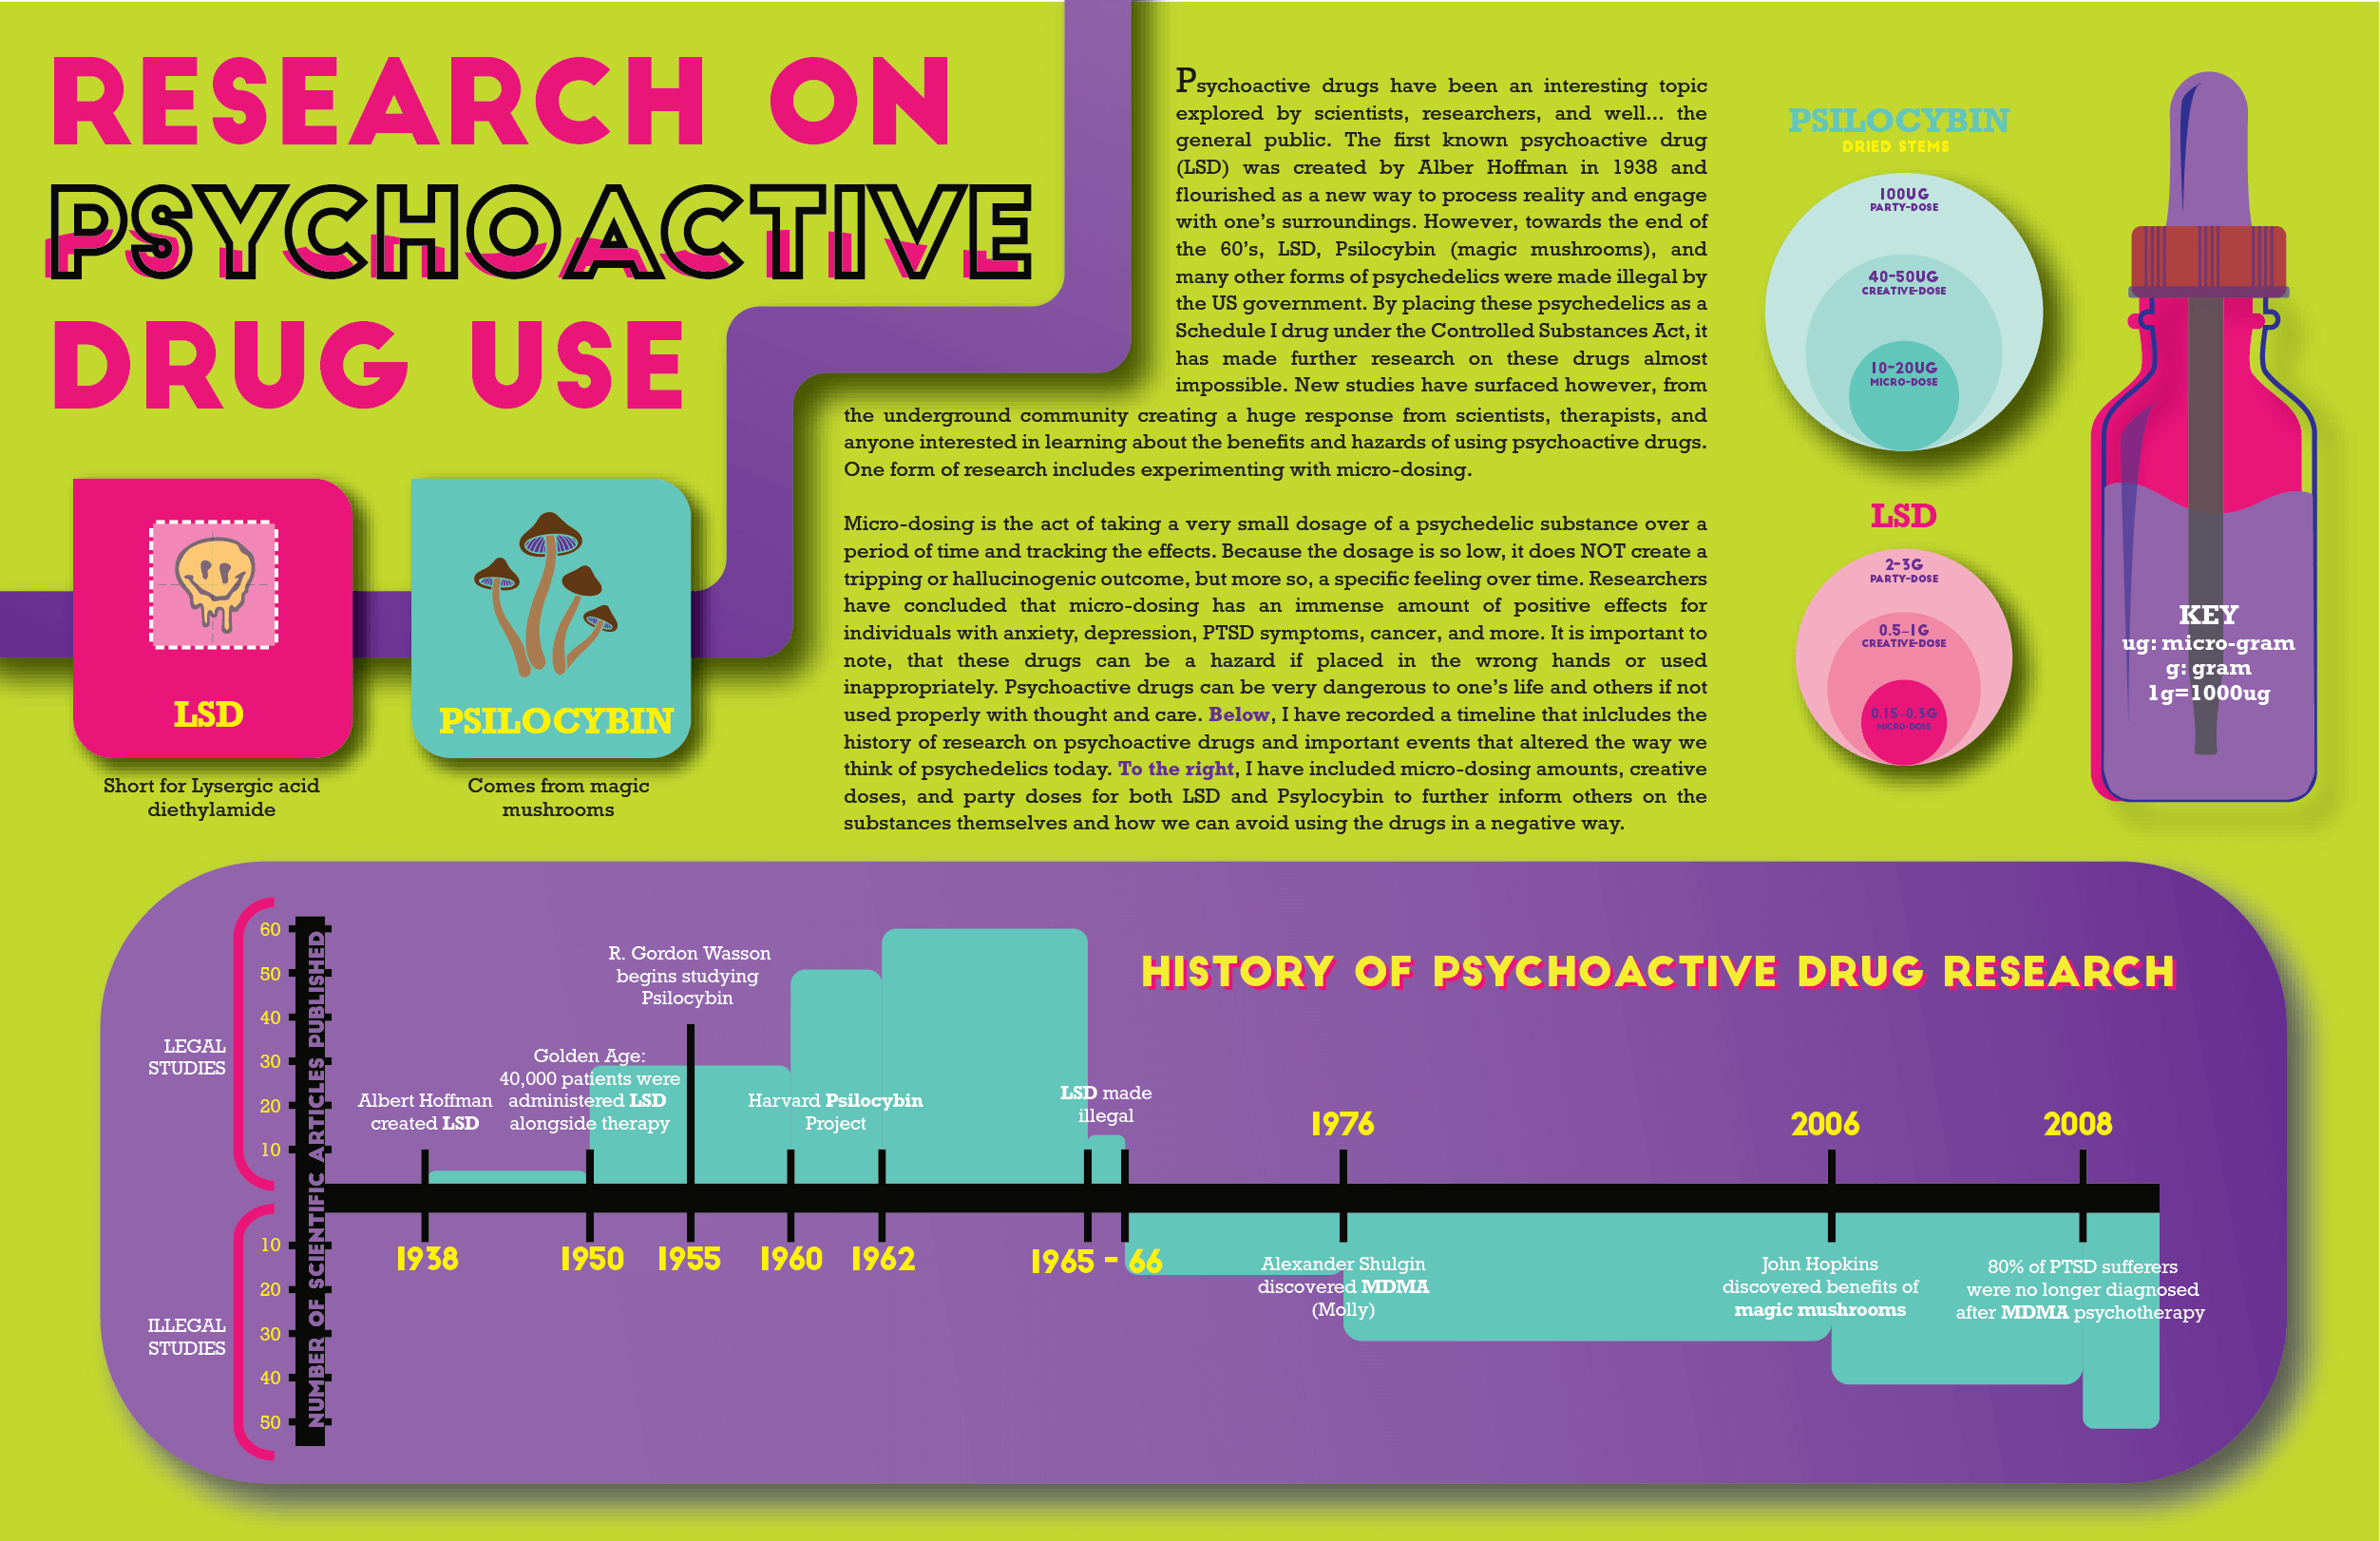 RESEARCH ON
PSYCHOACTIVE
DRUG USE
LSD
Short for Lysergic acid
diethylamide
PSILOCYBIN
Comes from magic
mushrooms
Psychoactive drugs have been an interesting topic
explored by scientists, researchers, and well... the
general public. The first known psychoactive drug
(LSD) was created by Alber Hoffman in 1938 and
flourished as a new way to process reality and engage
with one's surroundings. However, towards the end of
the 60's, LSD, Psilocybin (magic mushrooms), and
many other forms of psychedelics were made illegal by
the US government. By placing these psychedelics as a
Schedule I drug under the Controlled Substances Act, it
has made further research on these drugs almost
impossible. New studies have surfaced however, from
the underground community creating a huge response from scientists, therapists, and
anyone interested in learning about the benefits and hazards of using psychoactive drugs.
One form of research includes experimenting with micro-dosing.
Micro-dosing is the act of taking a very small dosage of a psychedelic substance over a
period of time and tracking the effects. Because the dosage is so low, it does NOT create a
tripping or hallucinogenic outcome, but more so, a specific feeling over time. Researchers
have concluded that micro-dosing has an immense amount of positive effects for
individuals with anxiety, depression, PTSD symptoms, cancer, and more. It is important to
note, that these drugs can be a hazard if placed in the wrong hands or used
inappropriately. Psychoactive drugs can be very dangerous to one's life and others if not
used properly with thought and care. Below, I have recorded a timeline that inlcludes the
history of research on psychoactive drugs and important events that altered the way we
think of psychedelics today. To the right, I have included micro-dosing amounts, creative
doses, and party doses for both LSD and Psylocybin to further inform others on the
substances themselves and how we can avoid using the drugs in a negative way.
PSILOCYBIN
DRIED STEMS
100UG
PARTY-DOSE
40-50UG
CREATIVE-DOSE
10-20UG
MICRO-DOSE
LSD
2-3G
PARTY-DOSE
0.5-1G
CREATIVE-DOSE
0.15-0.3G
MICRO-DOSE
KEY
ug: micro-gram
g: gram
1g=1000ug
HISTORY OF PSYCHOACTIVE DRUG RESEARCH
LEGAL
STUDIES
60
50
40
30
20
10
ILLEGAL
STUDIES
10
20
30
40
50
NUMBER OF SCIENTIFIC ARTICLES PUBLISHED
Albert Hoffman
created LSD
1938
Golden Age:
40,000 patients were
administered LSD
alongside therapy
1950
R. Gordon Wasson
begins studying
Psilocybin
1955
Harvard Psilocybin
Project
1960
1962
LSD made
illegal
1965 - 66
1976
Alexander Shulgin
discovered MDMA
(Molly)
2006
John Hopkins
discovered benefits of
magic mushrooms
2008
80% of PTSD sufferers
were no longer diagnosed
after MDMA psychotherapy